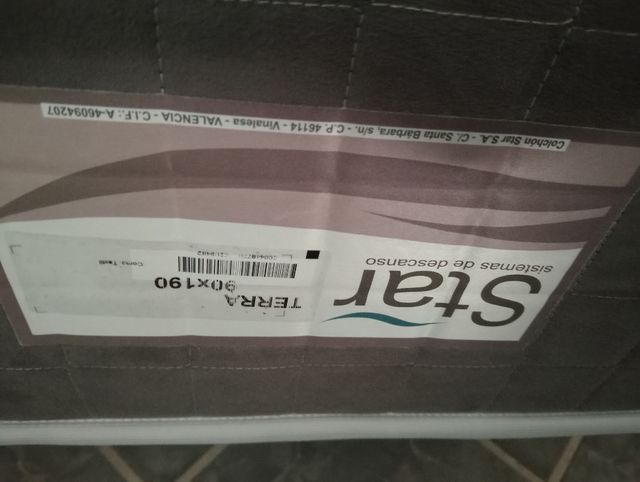 Star
sistemas de descanso
TERRA
90x190
Colchón Star S.A. - C/. Santa Bárbara, s/n. - C.P. 46114 - Vinalesa - VALENCIA - C.I.F.: A-46094207